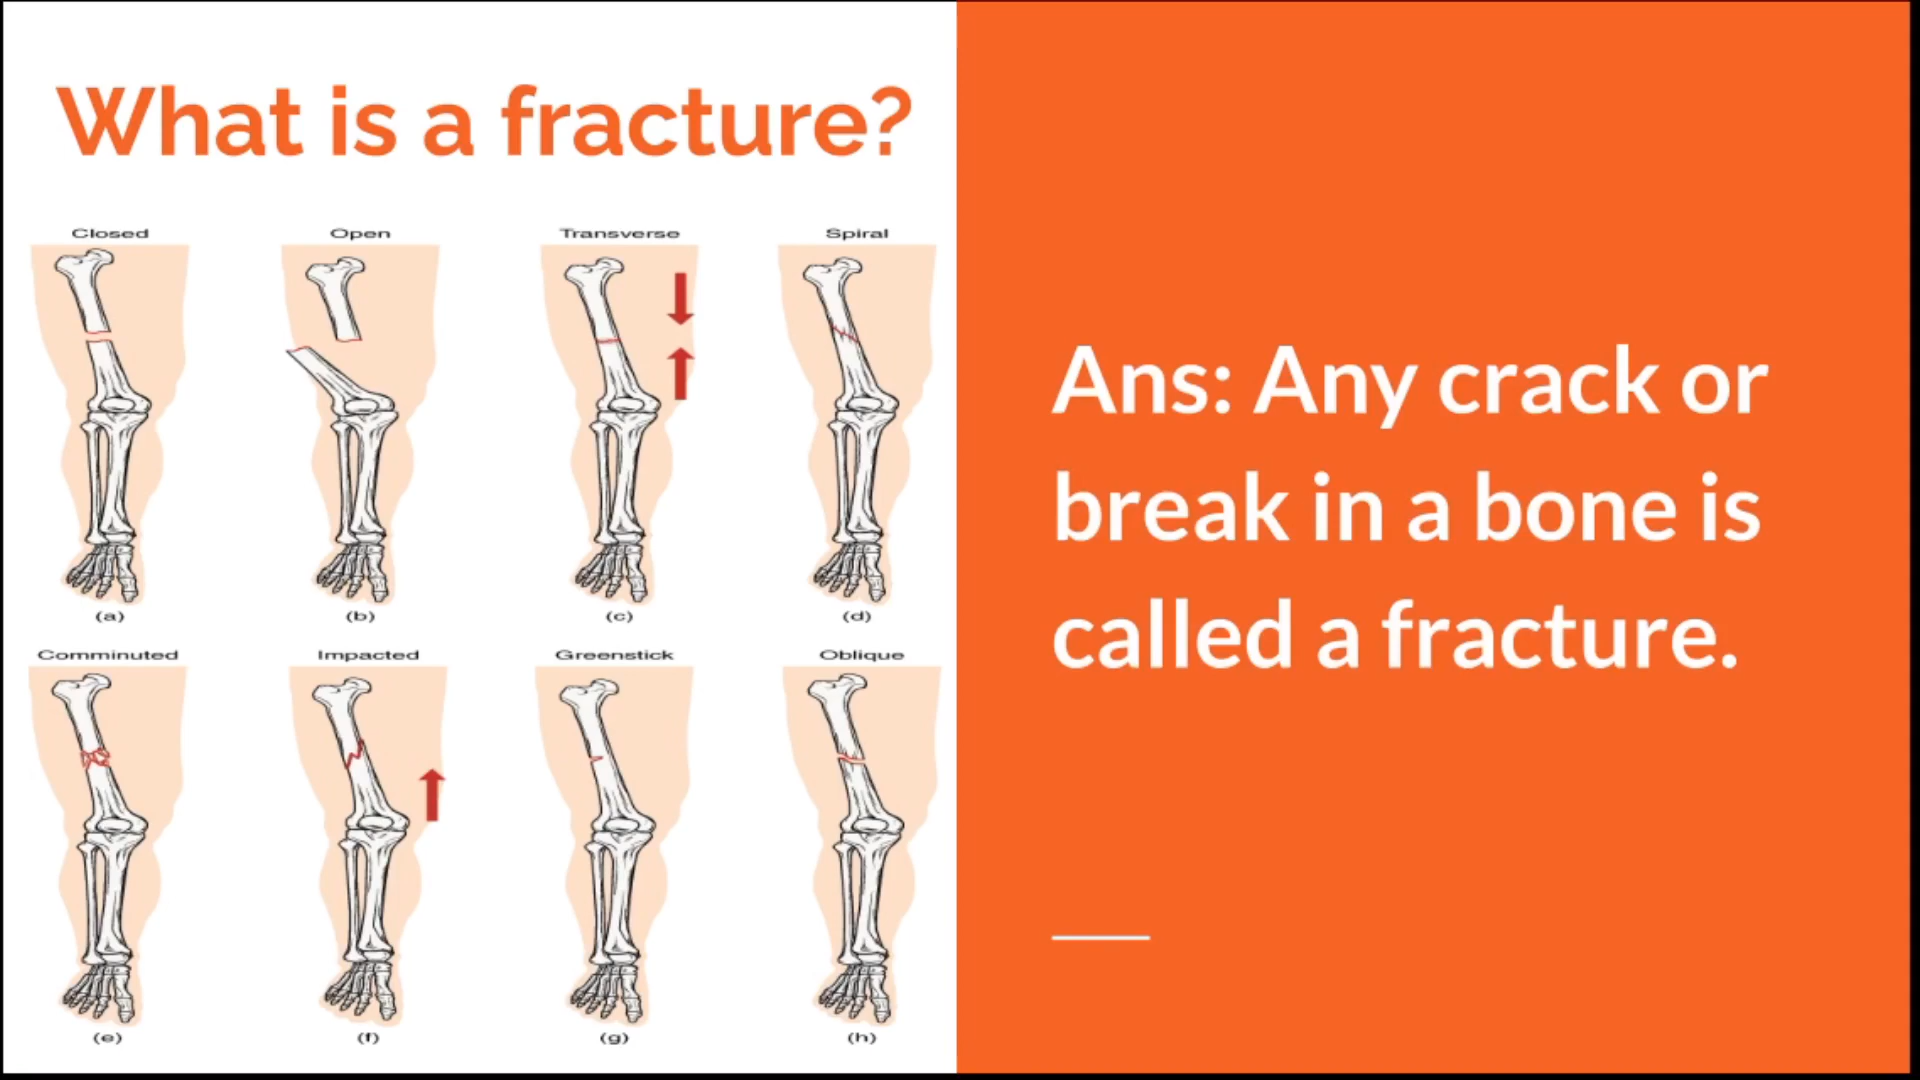 What is a fracture?
Closed
Open
Transverse
Spiral
(a)
(b)
(c)
(d)
Comminuted
Impacted
Greenstick
Oblique
(e)
(f)
(g)
(h)
Ans: Any crack or
break in a bone is
called a fracture.